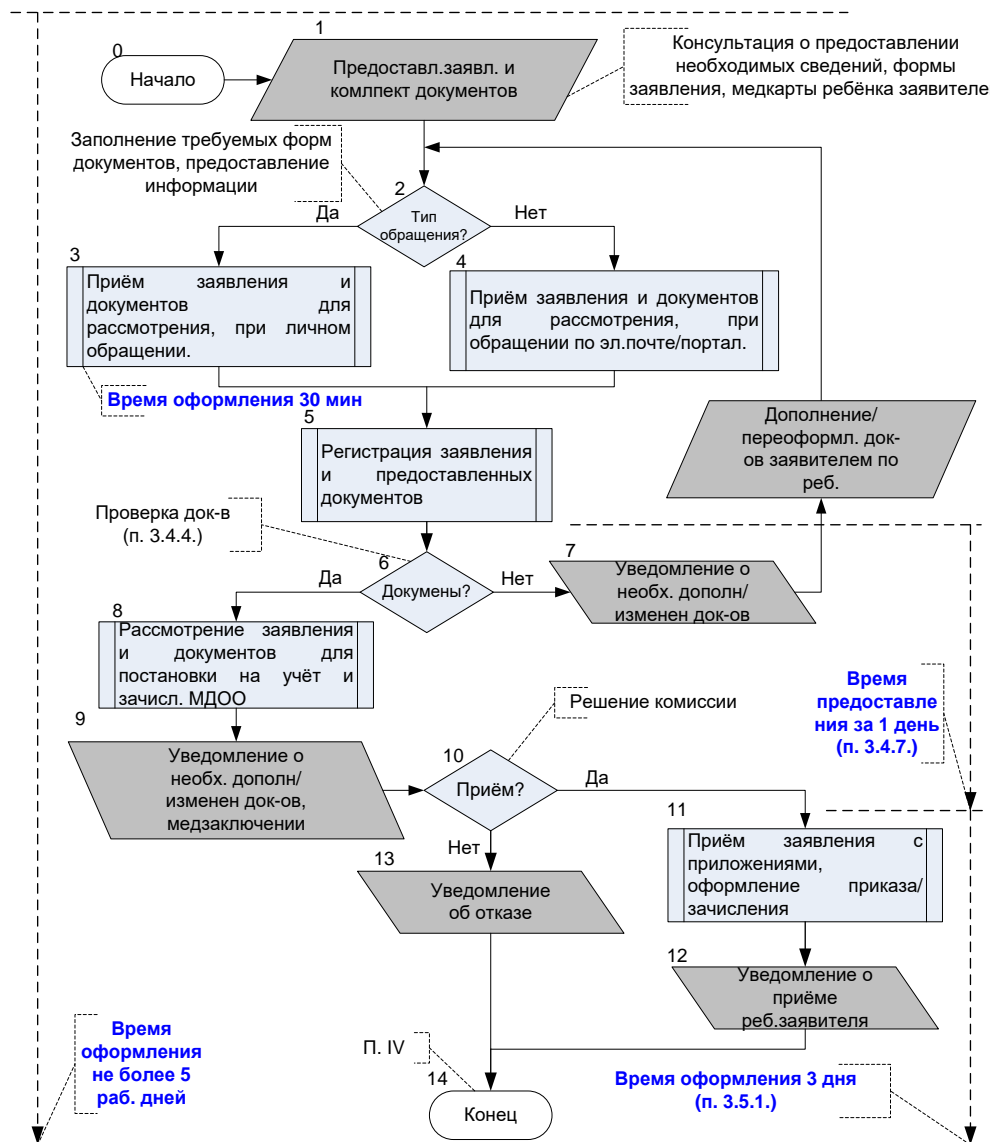 0
Начало
1
Предоставл.заявл. и
комлпект документов
Консультация о предоставлении
необходимых сведений, формы
заявления, медкарты ребёнка заявителе
Заполнение требуемых форм
документов, предоставление
информации
2
Тип
обращения?
Да
Нет
3
Приём заявления и
документов для
рассмотрения, при личном
обращении.
4
Приём заявления и документов
для рассмотрения, при
обращении по эл.почте/портал.
Время оформления 30 мин
5
Регистрация заявления
и предоставленных
документов
Дополнение/
переоформл. док-
ов заявителем по
реб.
Проверка док-в
(п. 3.4.4.)
6
Докумены?
Да
Нет
7
Уведомление о
необх. дополн/
изменен док-ов
8
Рассмотрение заявления
и документов для
постановки на учёт и
зачисл. МДОО
Время
предоставле
ния за 1 день
(п. 3.4.7.)
9
Уведомление о
необх. дополн/
изменен док-ов,
медзаключении
Решение комиссии
10
Приём?
Да
Нет
11
Приём заявления с
приложениями,
оформление приказа/
зачисления
13
Уведомление
об отказе
12
Уведомление о
приёме
реб.заявителя
Время
оформления
не более 5
раб. дней
П. IV
14
Конец
Время оформления 3 дня
(п. 3.5.1.)